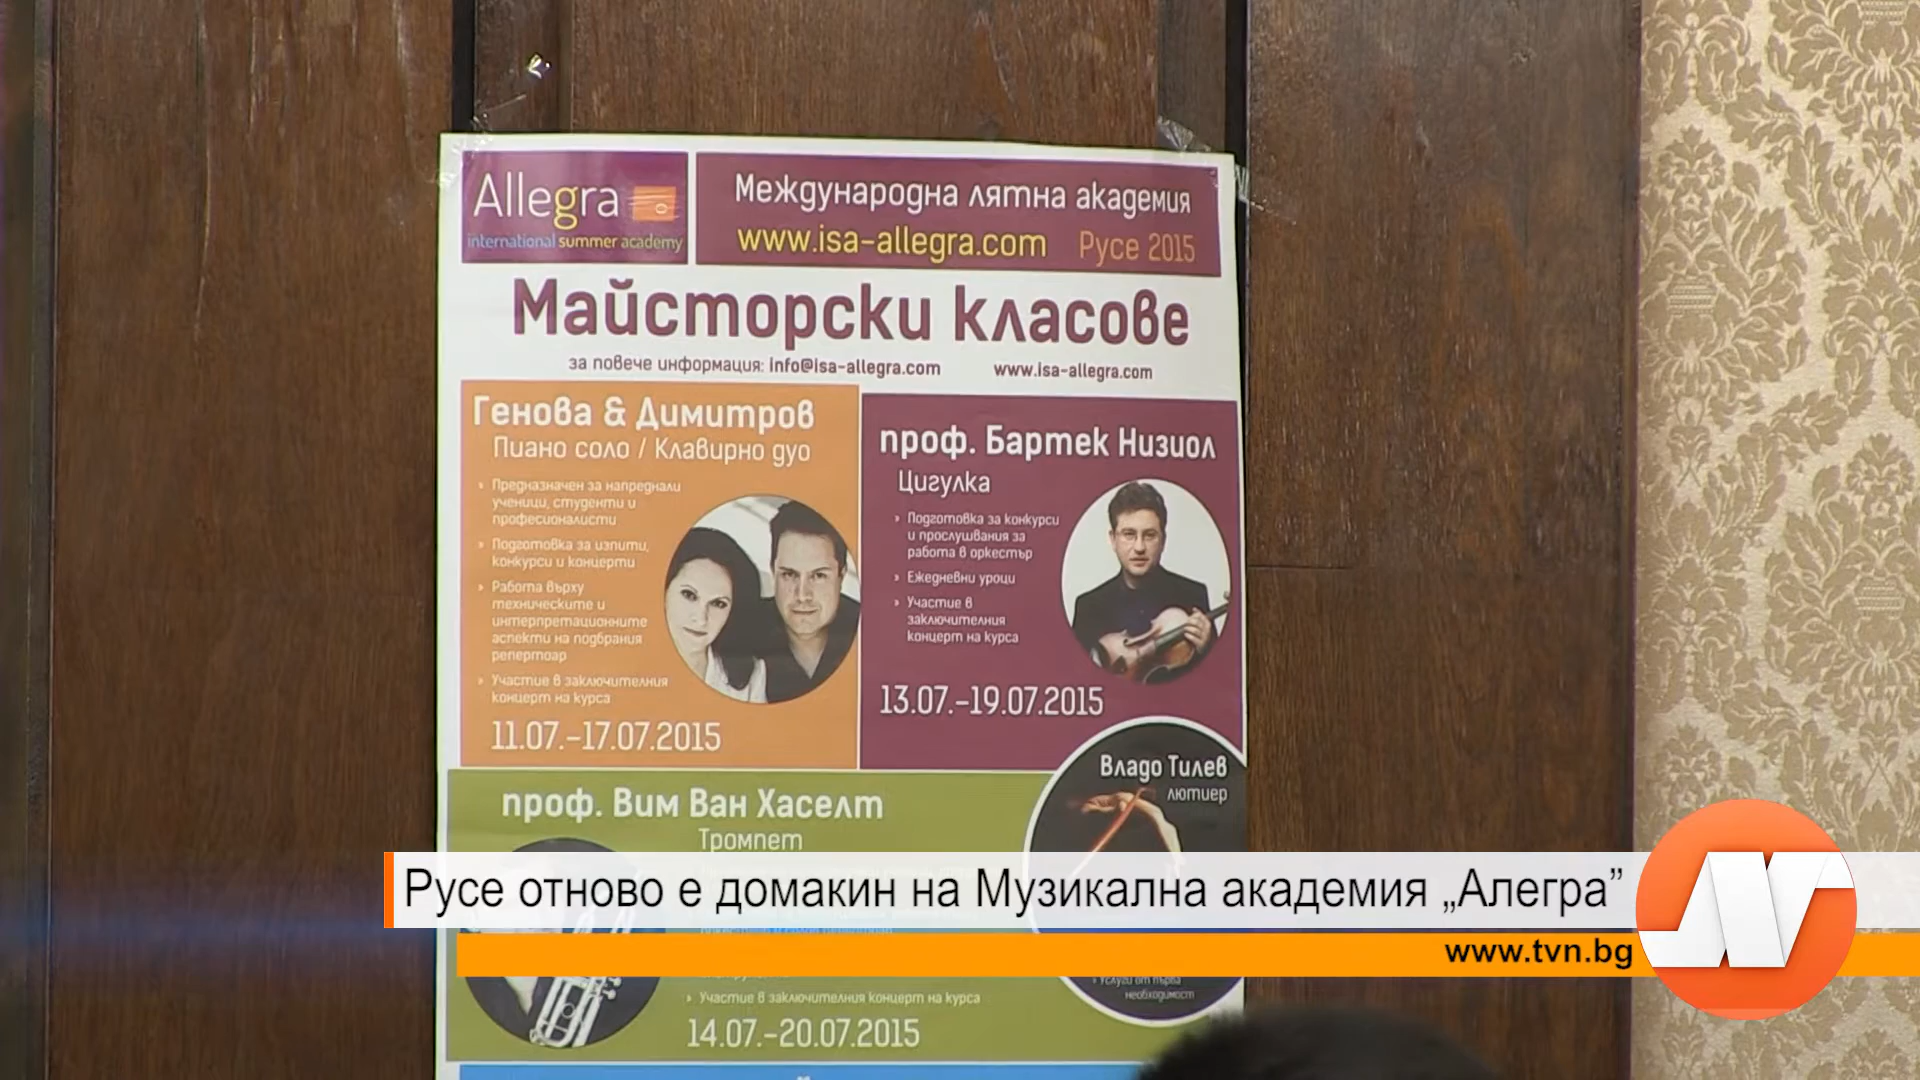 Allegra
international summer academy
Международна лятна академия
www.isa-allegra.com Русе 2015
Майсторски класове
за повече информация: info@isa-allegra.com www.isa-allegra.com
Генова & Димитров
Пиано соло / Клавирно дуо
› Предназначен за напреднали
ученици, студенти и
професионалисти
› Подготовка за изпити,
конкурси и концерти
› Работа върху
техническите и
интерпретационните
аспекти на подбрания
репертоар
› Участие в заключителния
концерт на курса
11.07.-17.07.2015
проф. Бартек Низиол
Цигулка
› Подготовка за конкурси
и прослушвания за
работа в оркестър
› Ежедневни уроци
› Участие в
заключителния
концерт на курса
13.07.-19.07.2015
Владо Тилев
лютиер
проф. Вим Ван Хаселт
Тромпет
› Участие в заключителния концерт на курса
14.07.-20.07.2015
› Услуги от първа
необходимост
Русе отново е домакин на Музикална академия „Алегра”
www.tvn.bg